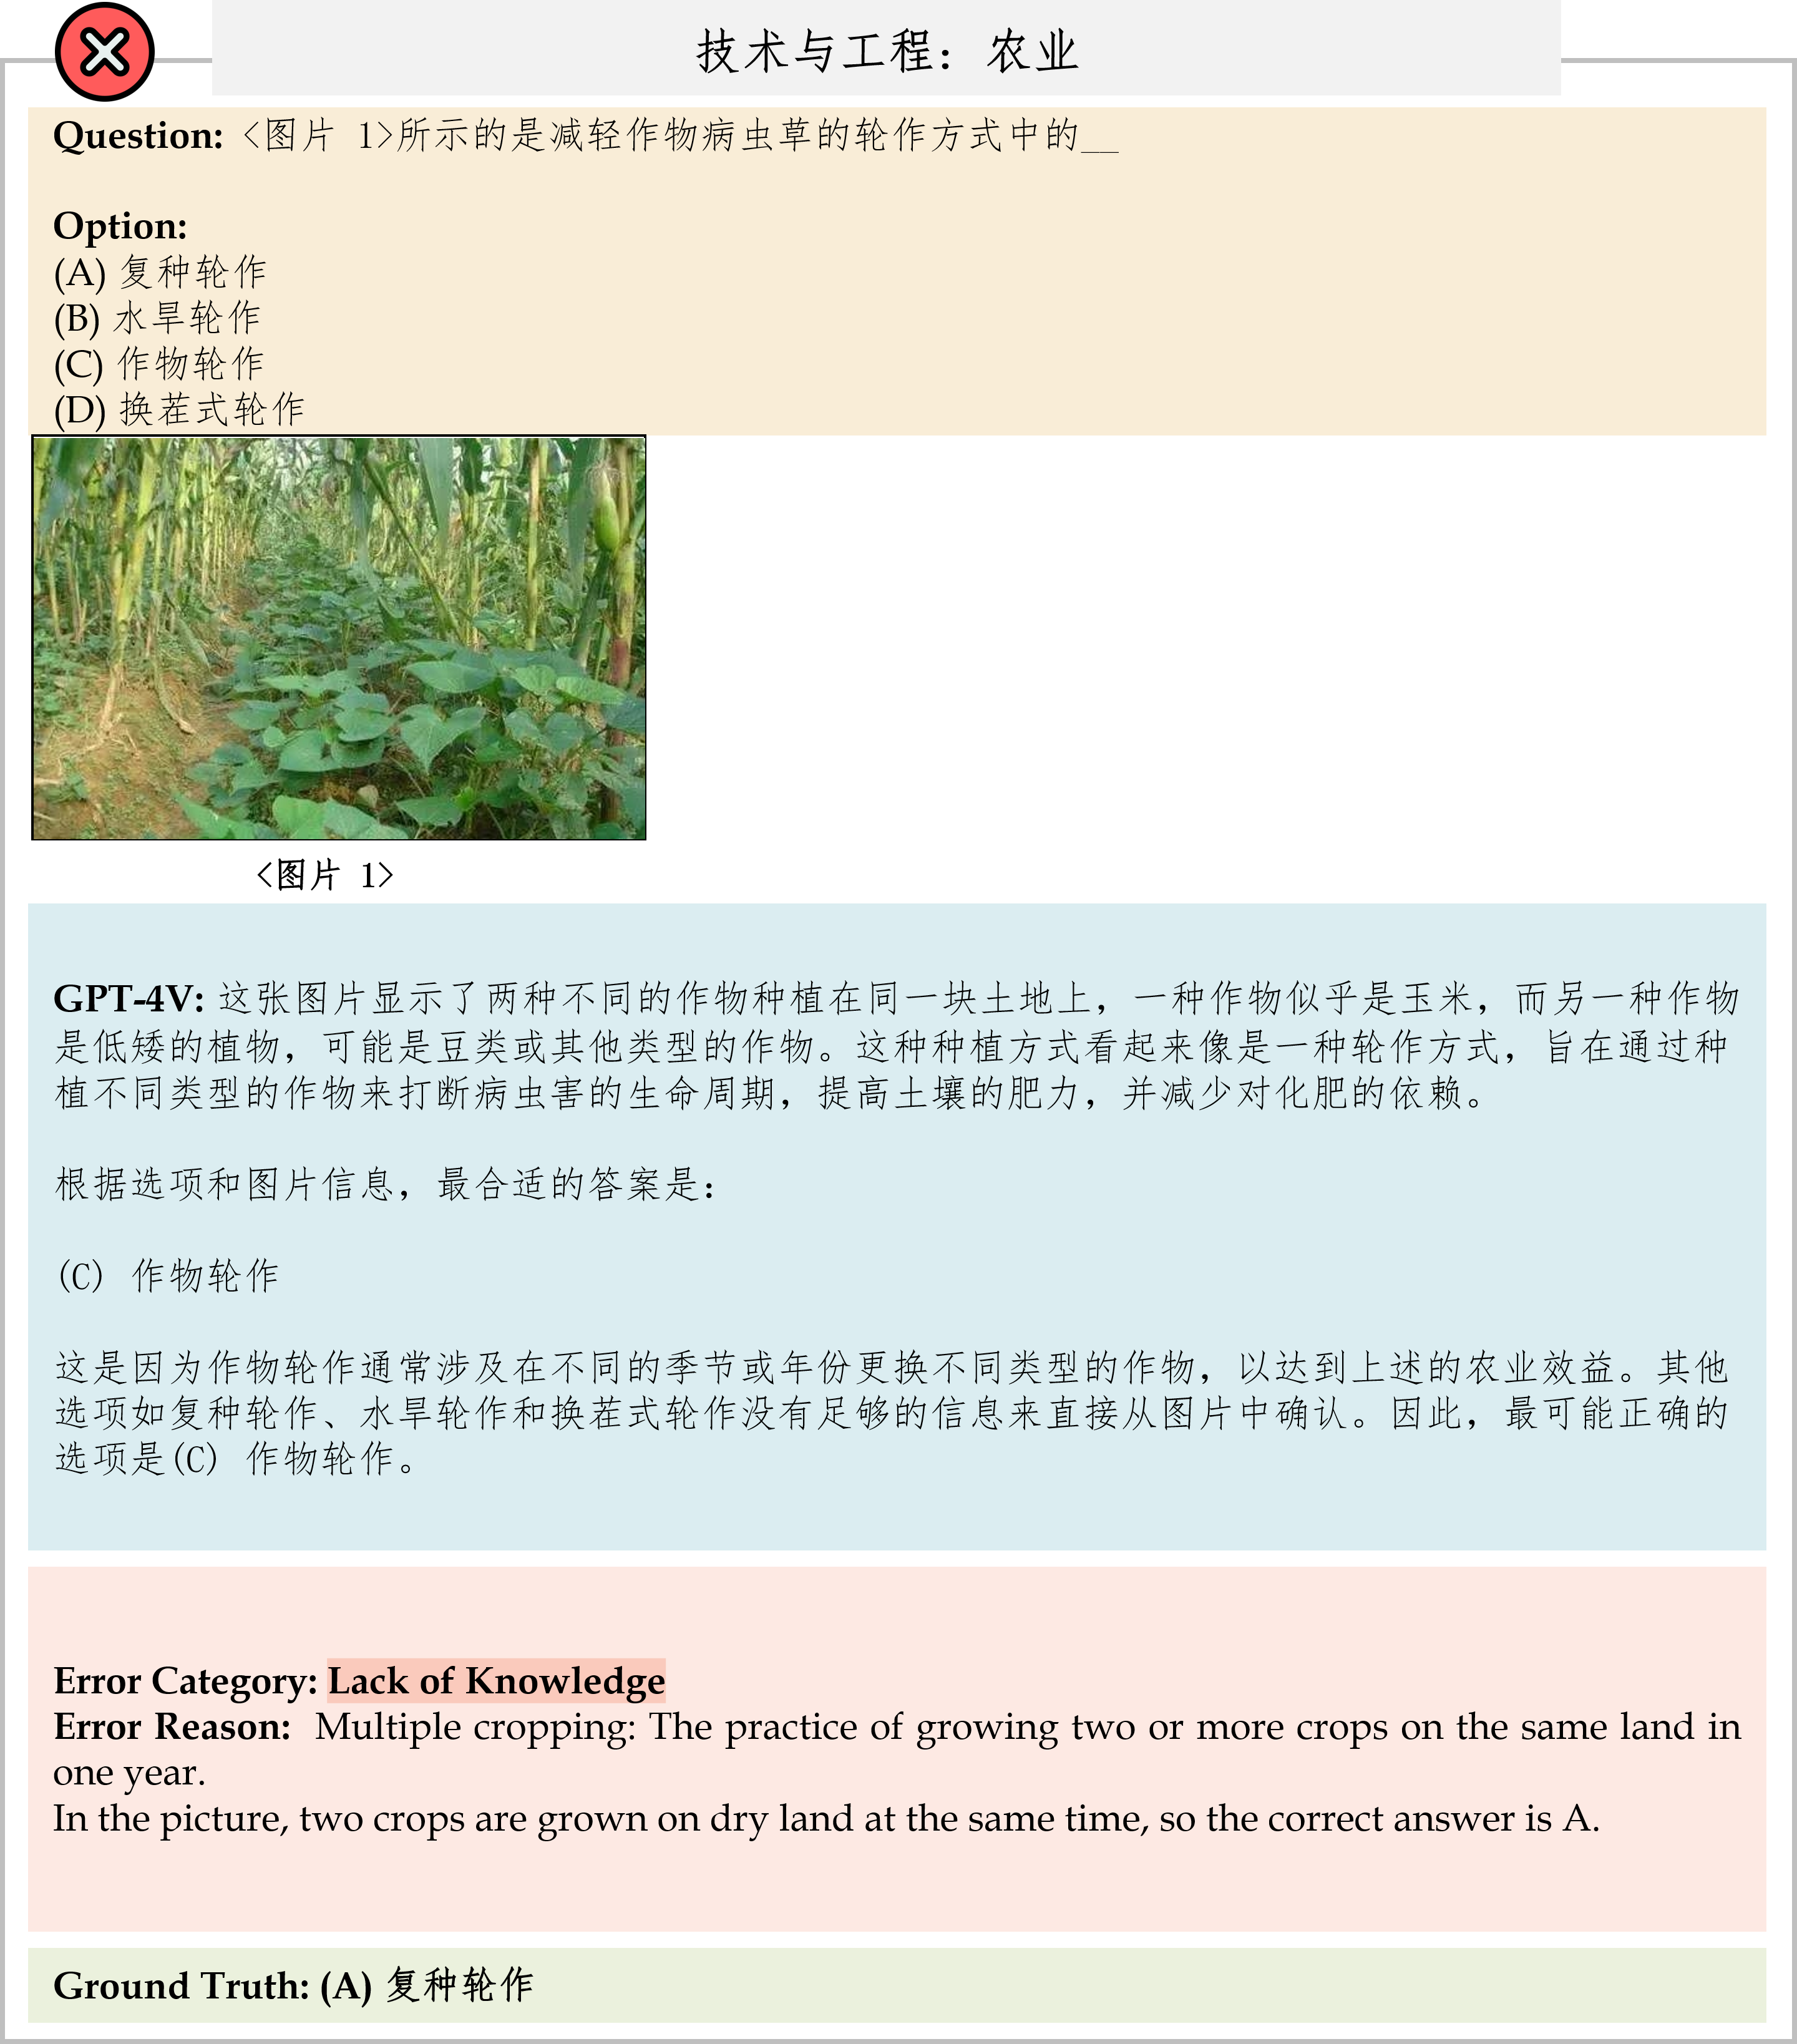 技术与工程：农业
Question: <图片 1>所示的是减轻作物病虫草的轮作方式中的__
Option:
(A) 复种轮作
(B) 水旱轮作
(C) 作物轮作
(D) 换茬式轮作
<图片 1>
GPT-4V: 这张图片显示了两种不同的作物种植在同一块土地上，一种作物似乎是玉米，而另一种作物
是低矮的植物，可能是豆类或其他类型的作物。这种种植方式看起来像是一种轮作方式，旨在通过种
植不同类型的作物来打断病虫害的生命周期，提高土壤的肥力，并减少对化肥的依赖。
根据选项和图片信息，最合适的答案是：
(C) 作物轮作
这是因为作物轮作通常涉及在不同的季节或年份更换不同类型的作物，以达到上述的农业效益。其他
选项如复种轮作、水旱轮作和换茬式轮作没有足够的信息来直接从图片中确认。因此，最可能正确的
选项是(C) 作物轮作。
Error Category: Lack of Knowledge
Error Reason: Multiple cropping: The practice of growing two or more crops on the same land in
one year.
In the picture, two crops are grown on dry land at the same time, so the correct answer is A.
Ground Truth: (A) 复种轮作